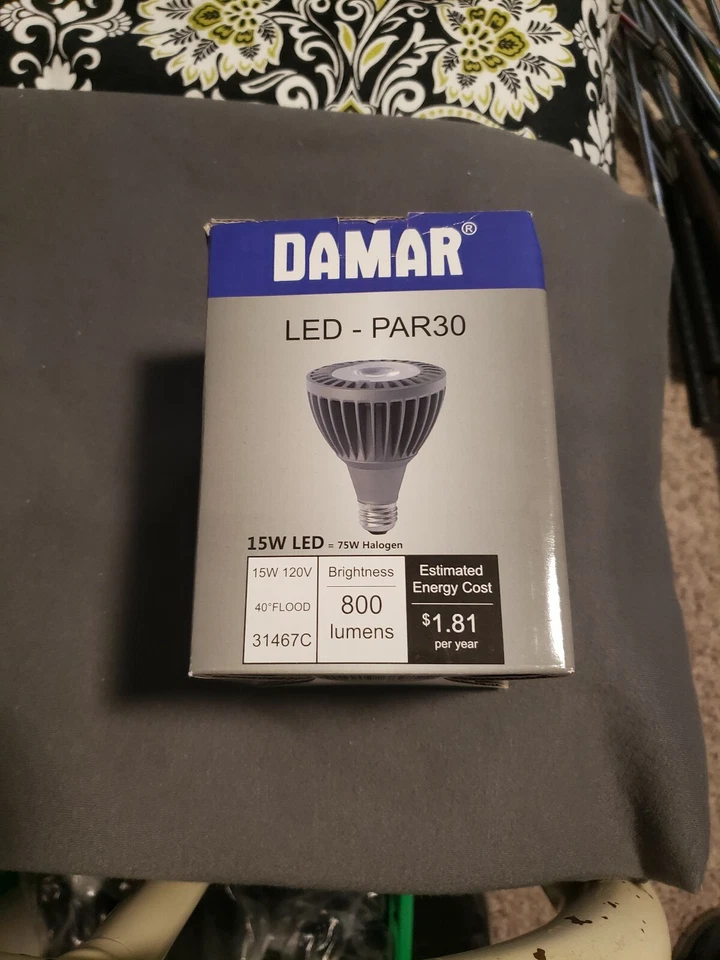 DAMAR®
LED - PAR30
15W LED = 75W Halogen
15W 120V
40°FLOOD
31467C
Brightness
800
lumens
Estimated
Energy Cost
$1.81
per year